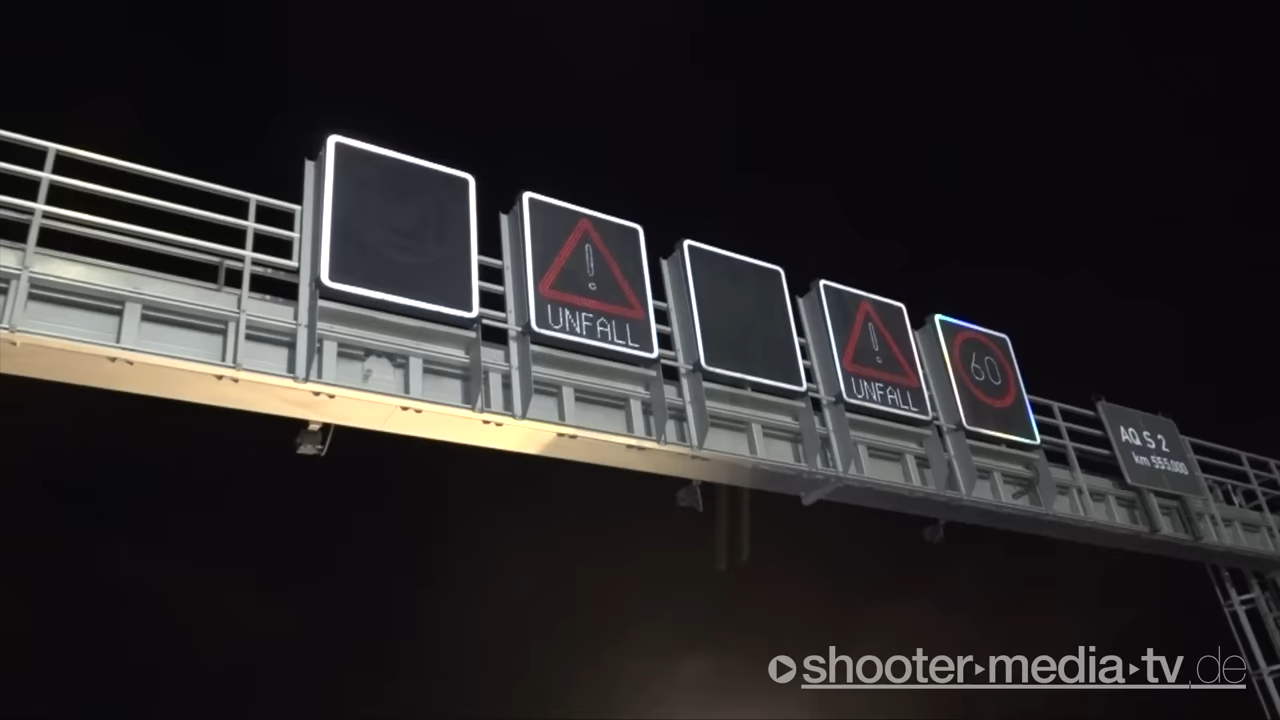 UNFALL
UNFALL
60
AQ S 2
km 555,000
shooter-media-tv.de